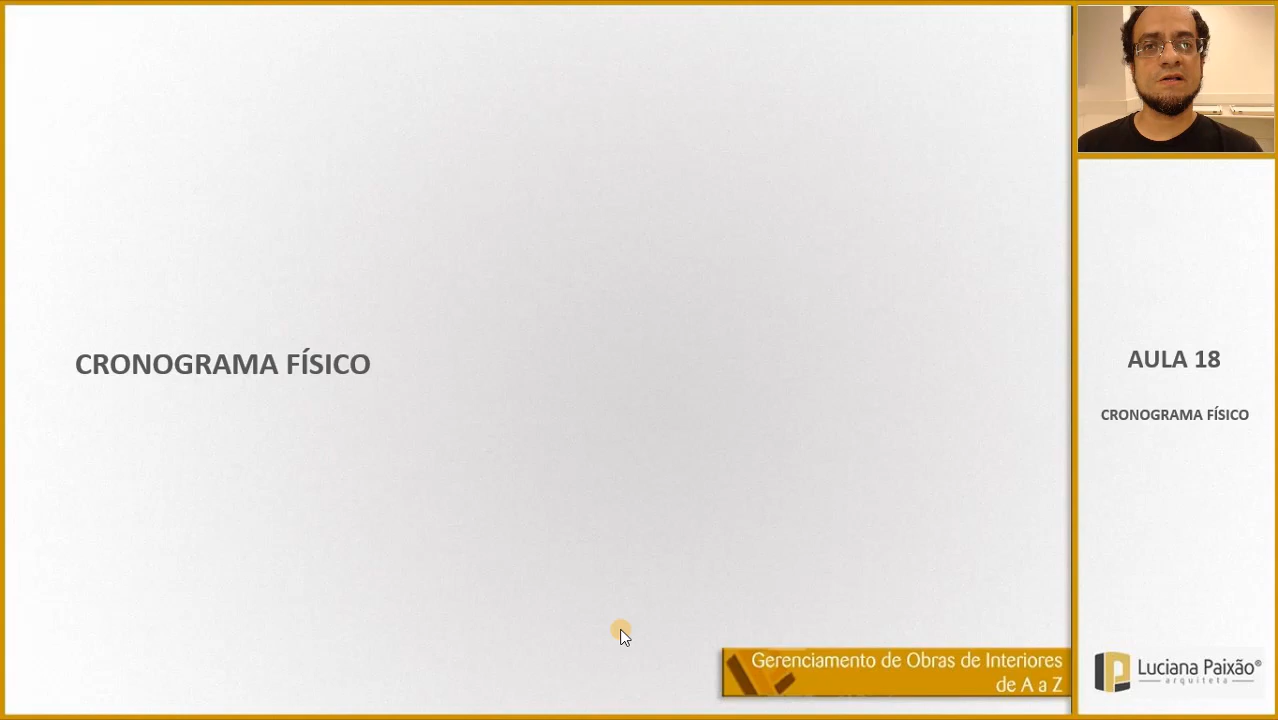 CRONOGRAMA FÍSICO
AULA 18
CRONOGRAMA FÍSICO
Gerenciamento de Obras de Interiores
de A a Z
Luciana Paixão®
arquiteta